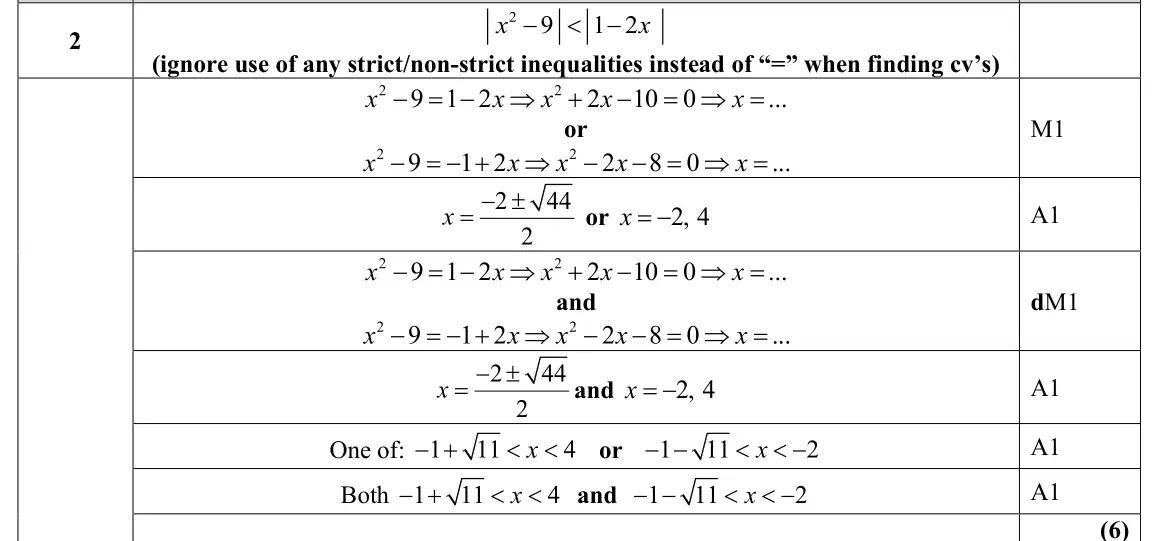 2
|x² − 9| < |1 − 2x|
(ignore use of any strict/non-strict inequalities instead of “=” when finding cv’s)
x² − 9 = 1 − 2x ⇒ x² + 2x − 10 = 0 ⇒ x = ...
or
x² − 9 = −1 + 2x ⇒ x² − 2x − 8 = 0 ⇒ x = ...
M1
x = (−2 ± √44)/2 or x = −2, 4
A1
x² − 9 = 1 − 2x ⇒ x² + 2x − 10 = 0 ⇒ x = ...
and
x² − 9 = −1 + 2x ⇒ x² − 2x − 8 = 0 ⇒ x = ...
dM1
x = (−2 ± √44)/2 and x = −2, 4
A1
One of: −1 + √11 < x < 4 or −1 − √11 < x < −2
A1
Both −1 + √11 < x < 4 and −1 − √11 < x < −2
A1
(6)